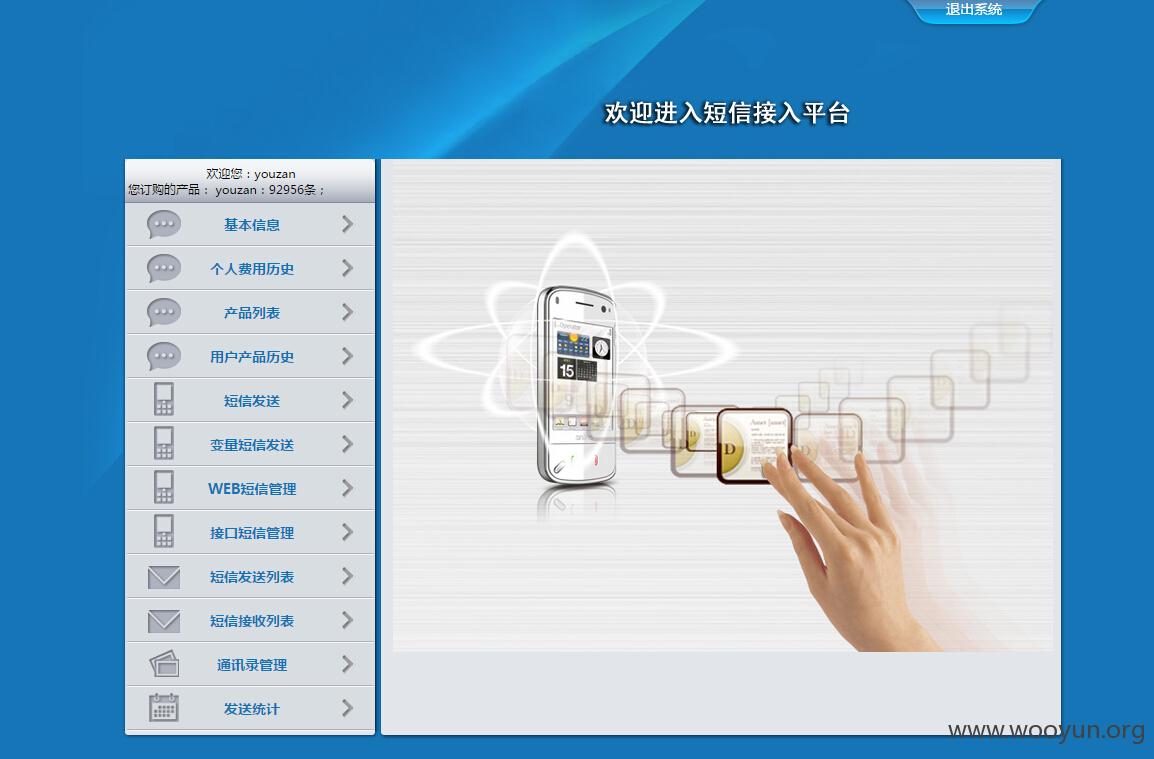 退出系统
欢迎进入短信接入平台
欢迎您：youzan
您订购的产品： youzan：92956条；
基本信息
个人费用历史
产品列表
用户产品历史
短信发送
变量短信发送
WEB短信管理
接口短信管理
短信发送列表
短信接收列表
通讯录管理
发送统计
Operator
15
D
www.wooyun.org